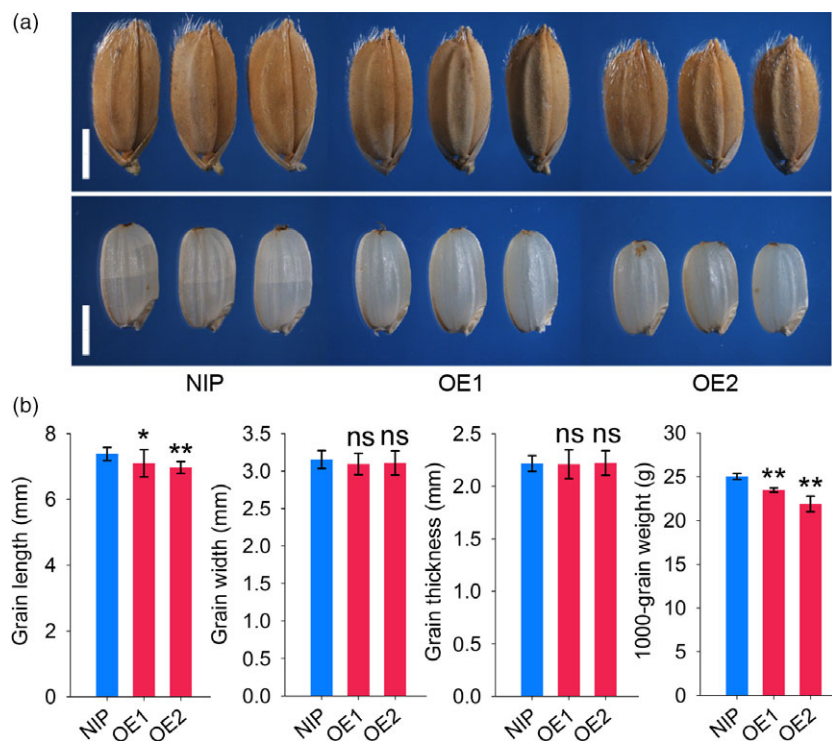 (a)
NIP OE1 OE2
(b)
Grain length (mm)
8
6
4
2
0
* **
NIP OE1 OE2
Grain width (mm)
3.5
3.0
2.5
2.0
1.5
1.0
0.5
0.0
ns ns
NIP OE1 OE2
Grain thickness (mm)
2.5
2.0
1.5
1.0
0.5
0.0
ns ns
NIP OE1 OE2
1000-grain weight (g)
30
25
20
15
10
5
0
** **
NIP OE1 OE2